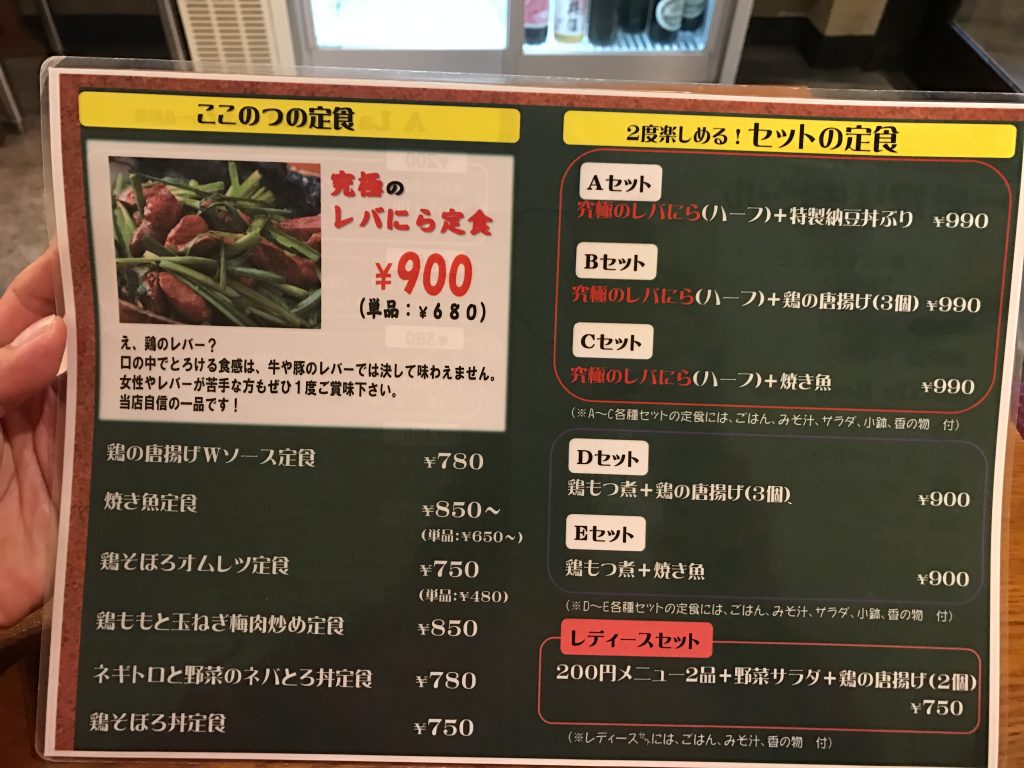 ここのつの定食
究極の
レバにら定食
¥900
(単品:¥680)
え、鶏のレバー?
口の中でとろける食感は、牛や豚のレバーでは決して味わえません。
女性やレバーが苦手な方もぜひ1度ご賞味下さい。
当店自信の一品です!
鶏の唐揚げWソース定食 ¥780
焼き魚定食 ¥850～
(単品:¥650～)
鶏そぼろオムレツ定食 ¥750
(単品:¥480)
鶏ももと玉ねぎ梅肉炒め定食 ¥850
ネギトロと野菜のネバとろ丼定食 ¥780
鶏そぼろ丼定食 ¥750
2度楽しめる!セットの定食
Aセット
究極のレバにら(ハーフ)+特製納豆丼ぶり ¥990
Bセット
究極のレバにら(ハーフ)+鶏の唐揚げ(3個) ¥990
Cセット
究極のレバにら(ハーフ)+焼き魚 ¥990
(※A～C各種セットの定食には、ごはん、みそ汁、サラダ、小鉢、香の物 付)
Dセット
鶏もつ煮+鶏の唐揚げ(3個) ¥900
Eセット
鶏もつ煮+焼き魚 ¥900
(※D～E各種セットの定食には、ごはん、みそ汁、サラダ、小鉢、香の物 付)
レディースセット
200円メニュー2品+野菜サラダ+鶏の唐揚げ(2個)
¥750
(※レディースセットには、ごはん、みそ汁、香の物 付)